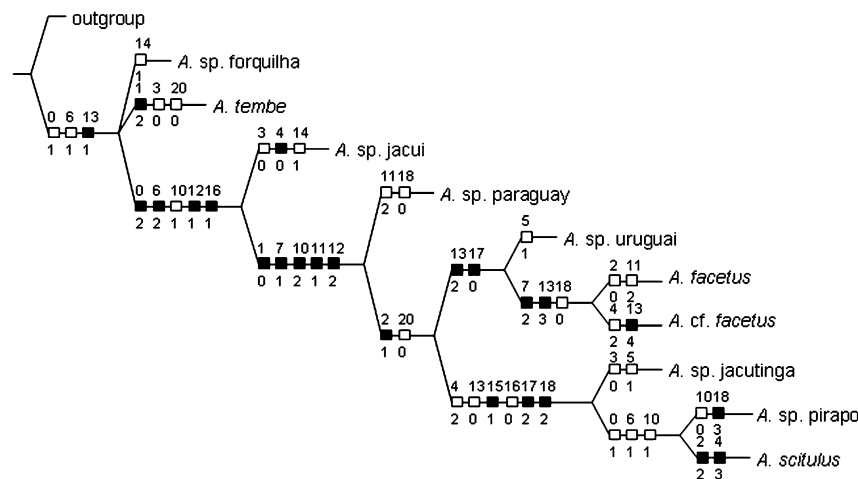 outgroup
14
A. sp. forquilha
1
1 3 20
A. tembe
2 0 0
0 6 13
1 1 1
3 4 14
A. sp. jacui
0 0 1
0 6 10 12 16
2 2 1 1 1
11 18
A. sp. paraguay
2 0
1 7 10 11 12
0 1 2 1 2
5
A. sp. uruguai
1
13 17
2 0
2 11
A. facetus
0 2
7 13 18
2 3 0
4 13
A. cf. facetus
2 4
2 20
1 0
3 5
A. sp. jacutinga
0 1
4 13 15 16 17 18
2 0 1 0 2 2
10 18
A. sp. pirapo
0 3
0 6 10
1 1 1
2 4
A. scitulus
2 3